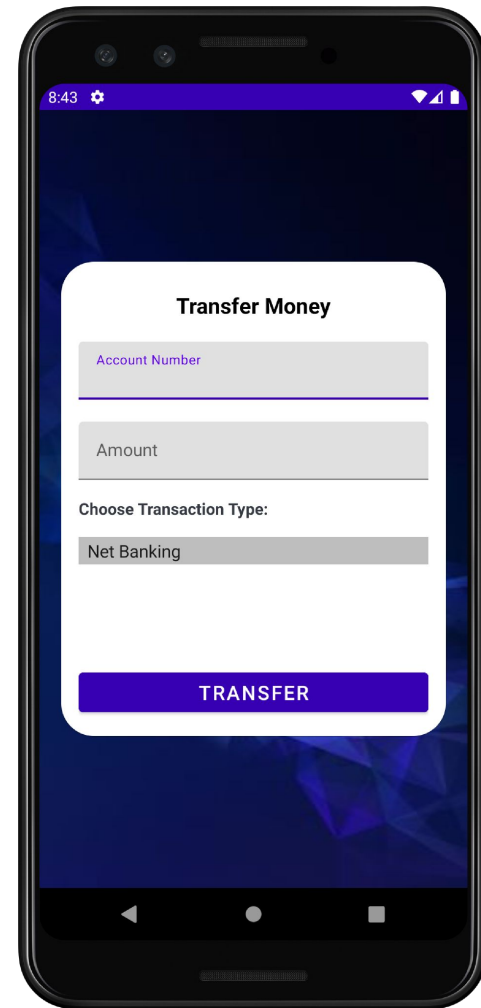 8:43
Transfer Money
Account Number
Amount
Choose Transaction Type:
Net Banking
TRANSFER